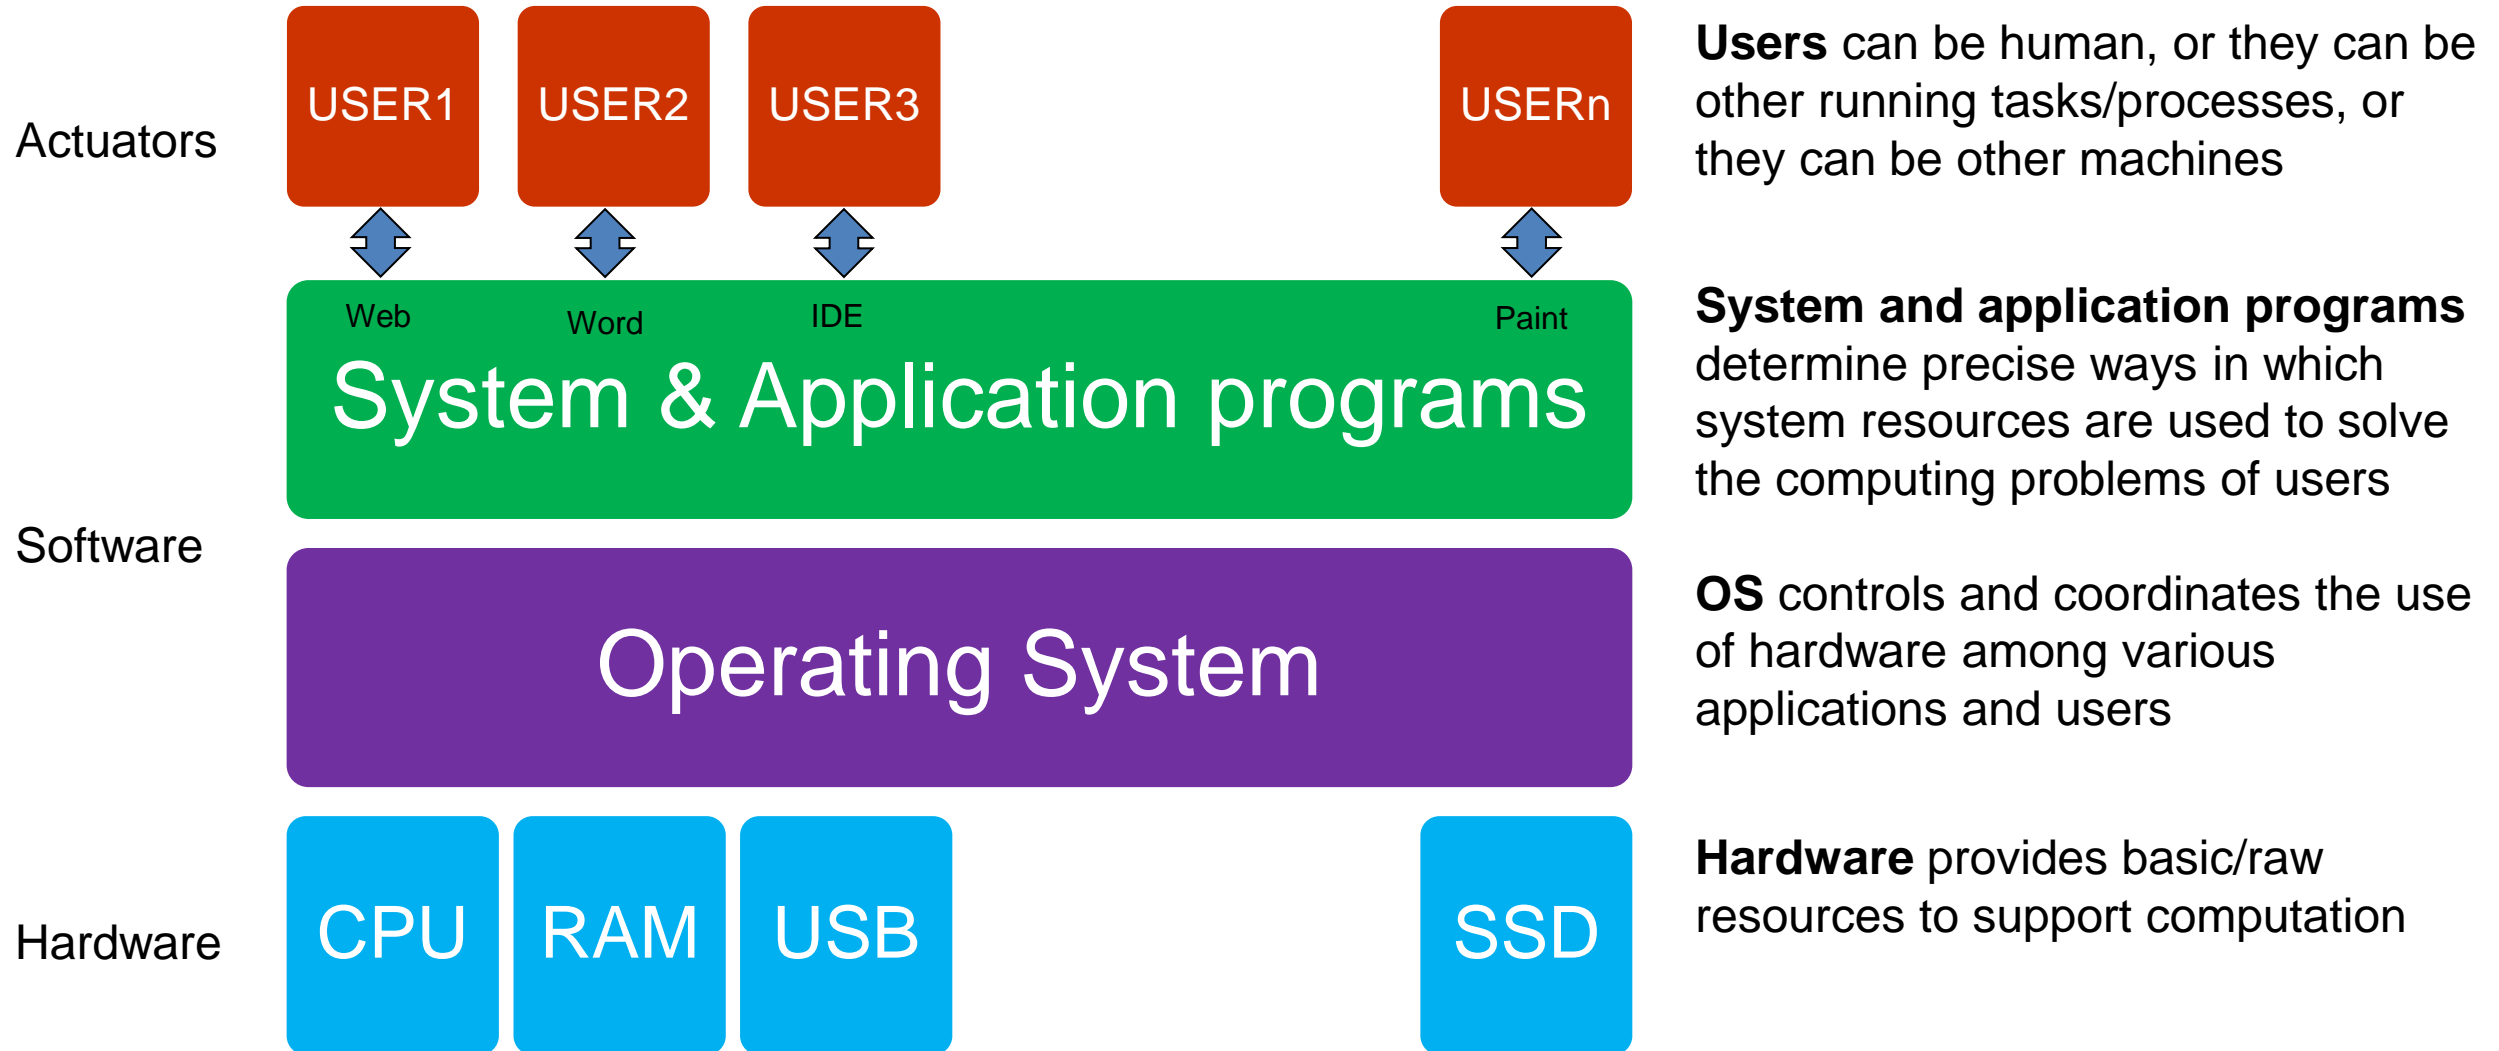 Actuators
USER1
USER2
USER3
USERn
Users can be human, or they can be
other running tasks/processes, or
they can be other machines
Software
Web
Word
IDE
Paint
System & Application programs
System and application programs
determine precise ways in which
system resources are used to solve
the computing problems of users
Operating System
OS controls and coordinates the use
of hardware among various
applications and users
Hardware
CPU
RAM
USB
SSD
Hardware provides basic/raw
resources to support computation